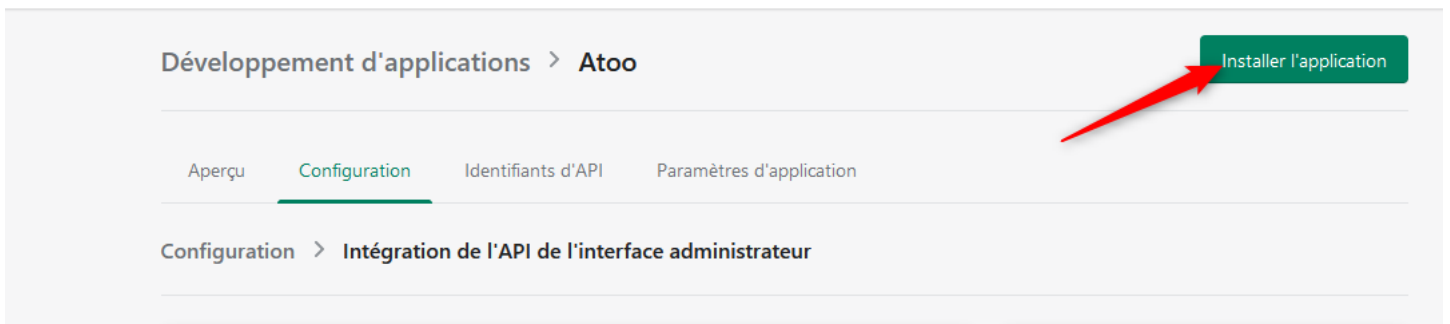 Développement d'applications > Atoo
Installer l'application
Aperçu Configuration Identifiants d'API Paramètres d'application
Configuration > Intégration de l'API de l'interface administrateur